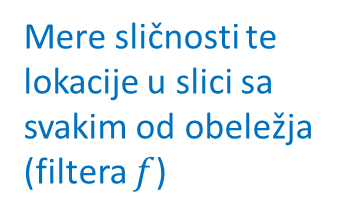 Mere sličnosti te
lokacije u slici sa
svakim od obeležja
(filtera f)